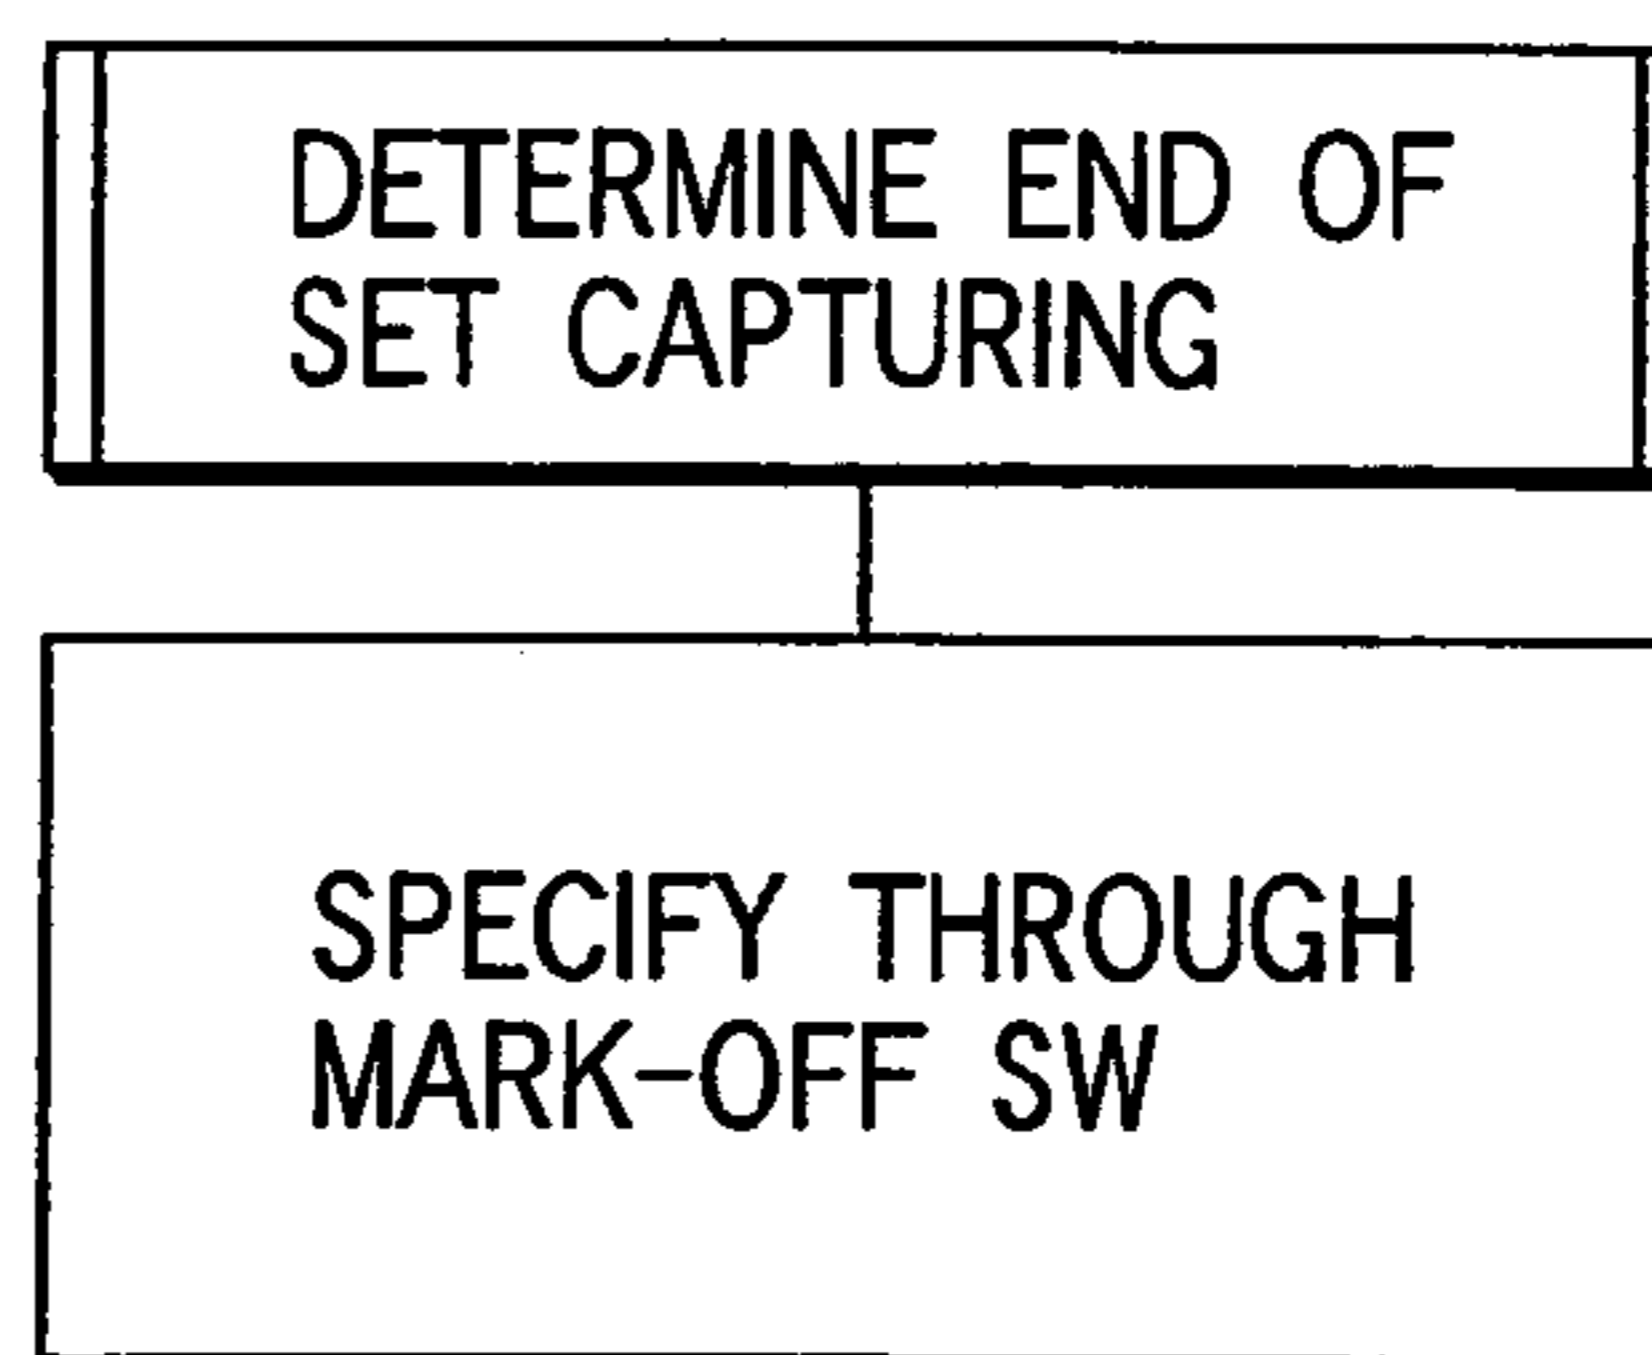 DETERMINE END OF
SET CAPTURING
SPECIFY THROUGH
MARK-OFF SW